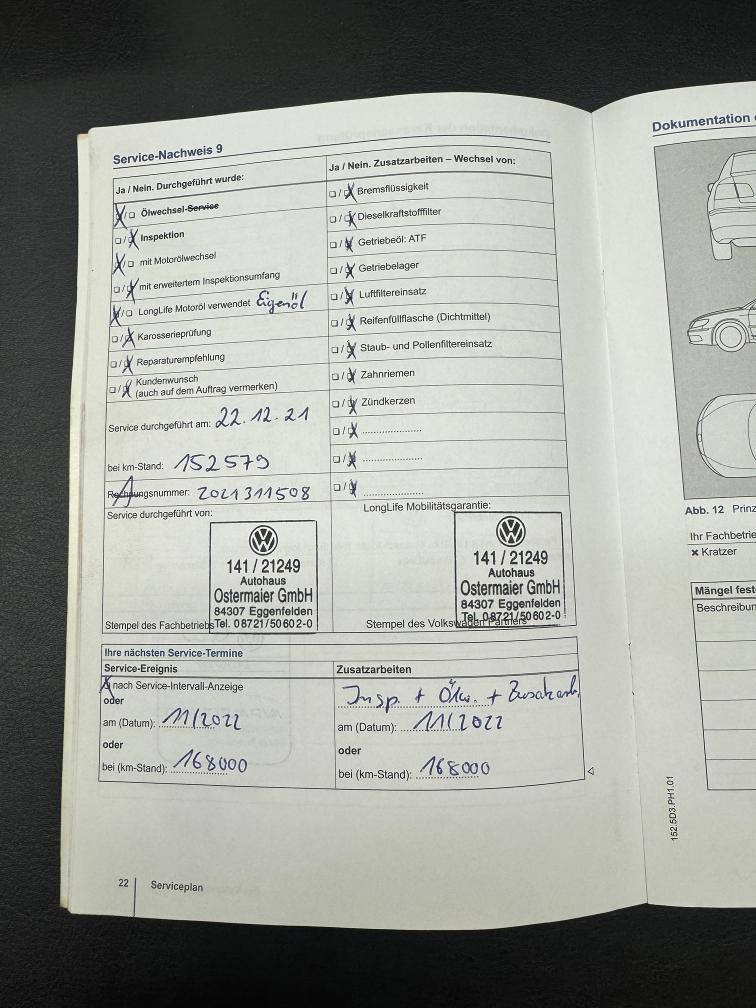 Service-Nachweis 9
Ja / Nein. Durchgeführt wurde:
Ölwechsel-Service
Inspektion
mit Motorölwechsel
mit erweitertem Inspektionsumfang
LongLife Motoröl verwendet Eigenöl
Karosserieprüfung
Reparaturempfehlung
Kundenwunsch
(auch auf dem Auftrag vermerken)
Service durchgeführt am: 22.12.21
bei km-Stand: 152579
Rechnungsnummer: 2021311508
Service durchgeführt von:
141 / 21249
Autohaus
Ostermaier GmbH
84307 Eggenfelden
Tel. 08721/50602-0
Stempel des Fachbetriebs
Ja / Nein. Zusatzarbeiten – Wechsel von:
Bremsflüssigkeit
Dieselkraftstofffilter
Getriebeöl: ATF
Getriebelager
Luftfiltereinsatz
Reifenfüllflasche (Dichtmittel)
Staub- und Pollenfiltereinsatz
Zahnriemen
Zündkerzen
LongLife Mobilitätsgarantie:
141 / 21249
Autohaus
Ostermaier GmbH
84307 Eggenfelden
Tel. 08721/50602-0
Stempel des Volkswagen Partners
Ihre nächsten Service-Termine
Service-Ereignis
nach Service-Intervall-Anzeige
oder
am (Datum): 11/2022
oder
bei (km-Stand): 168000
Zusatzarbeiten
Insp. + Ölw. + Zusatzarb.
am (Datum): 11/2022
oder
bei (km-Stand): 168000
22 Serviceplan
Dokumentation
Abb. 12 Prinz
Ihr Fachbetrie
× Kratzer
Mängel fest
Beschreibun
152.5D3.PH1.01